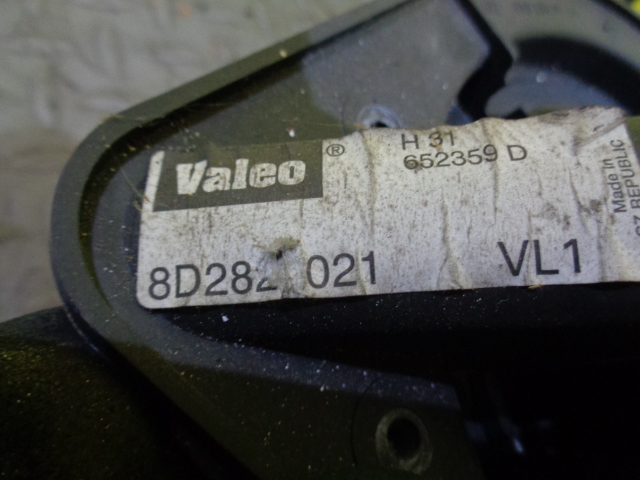 Valeo ®
H 31
652359 D
8D282 021
VL1
Made in
REPUBLIC